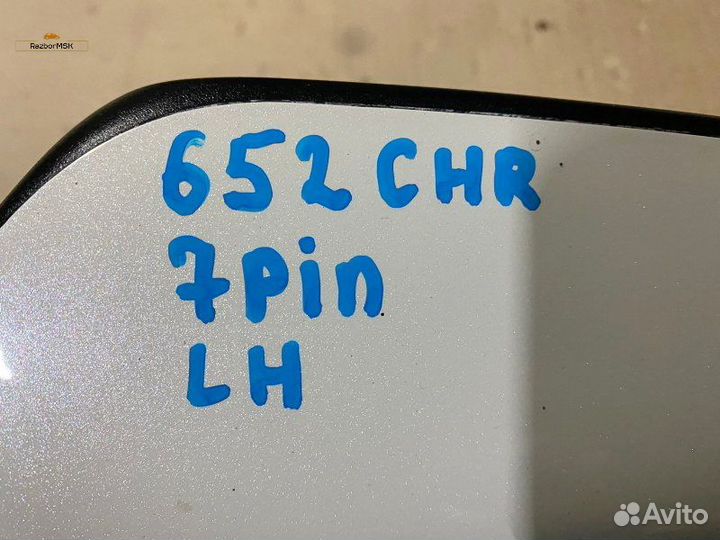 RazborMSK
652 CHR
7pin
LH
Avito